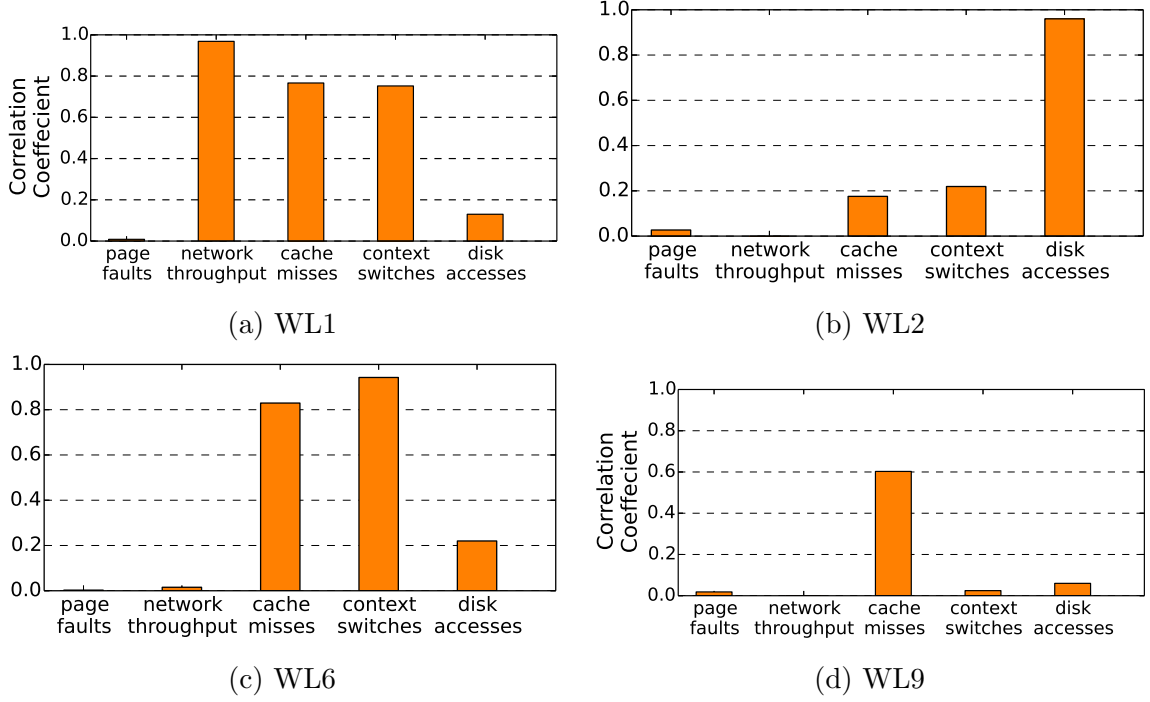 1.0
0.8
0.6
0.4
0.2
0.0
Correlation
Coeffecient
page
faults
network
throughput
cache
misses
context
switches
disk
accesses
(a) WL1
1.0
0.8
0.6
0.4
0.2
0.0
page
faults
network
throughput
cache
misses
context
switches
disk
accesses
(b) WL2
1.0
0.8
0.6
0.4
0.2
0.0
page
faults
network
throughput
cache
misses
context
switches
disk
accesses
(c) WL6
1.0
0.8
0.6
0.4
0.2
0.0
Correlation
Coeffecient
page
faults
network
throughput
cache
misses
context
switches
disk
accesses
(d) WL9